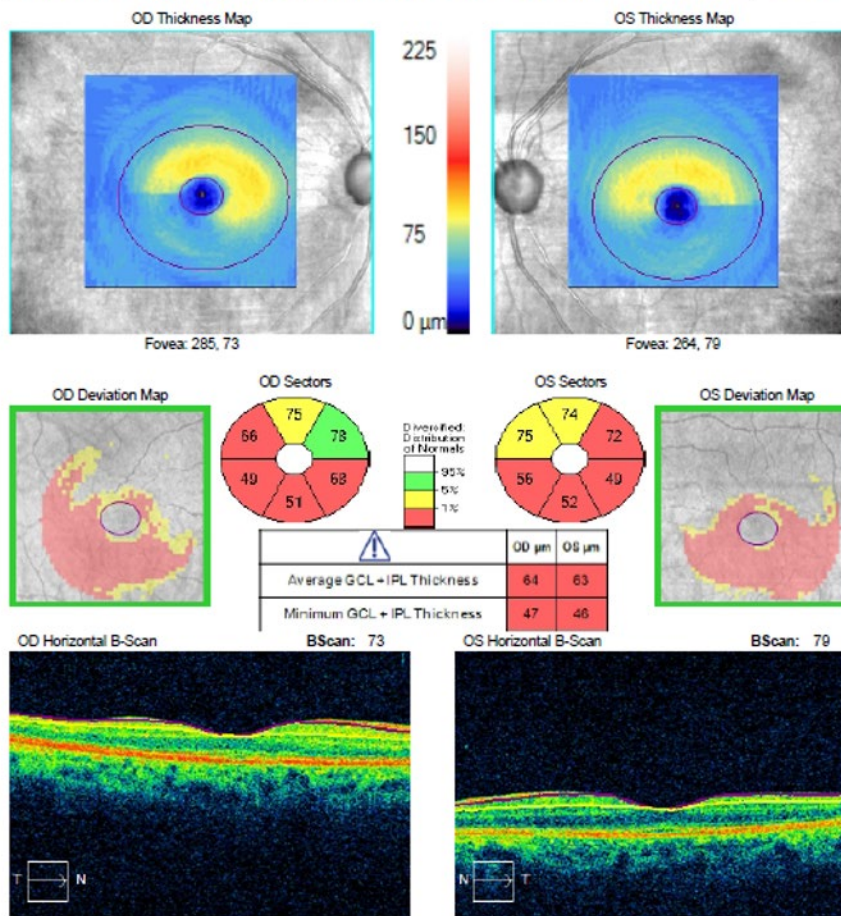 OD Thickness Map
OS Thickness Map
225
150
75
0 µm
Fovea: 285, 73
Fovea: 264, 79
OD Deviation Map
OD Sectors
OS Sectors
OS Deviation Map
75
78
68
51
49
66
Diversified:
Distribution
of Normals
95%
5%
1%
74
72
49
52
56
75
OD µm OS µm
Average GCL + IPL Thickness 64 63
Minimum GCL + IPL Thickness 47 46
OD Horizontal B-Scan BScan: 73
OS Horizontal B-Scan BScan: 79
T N
N T